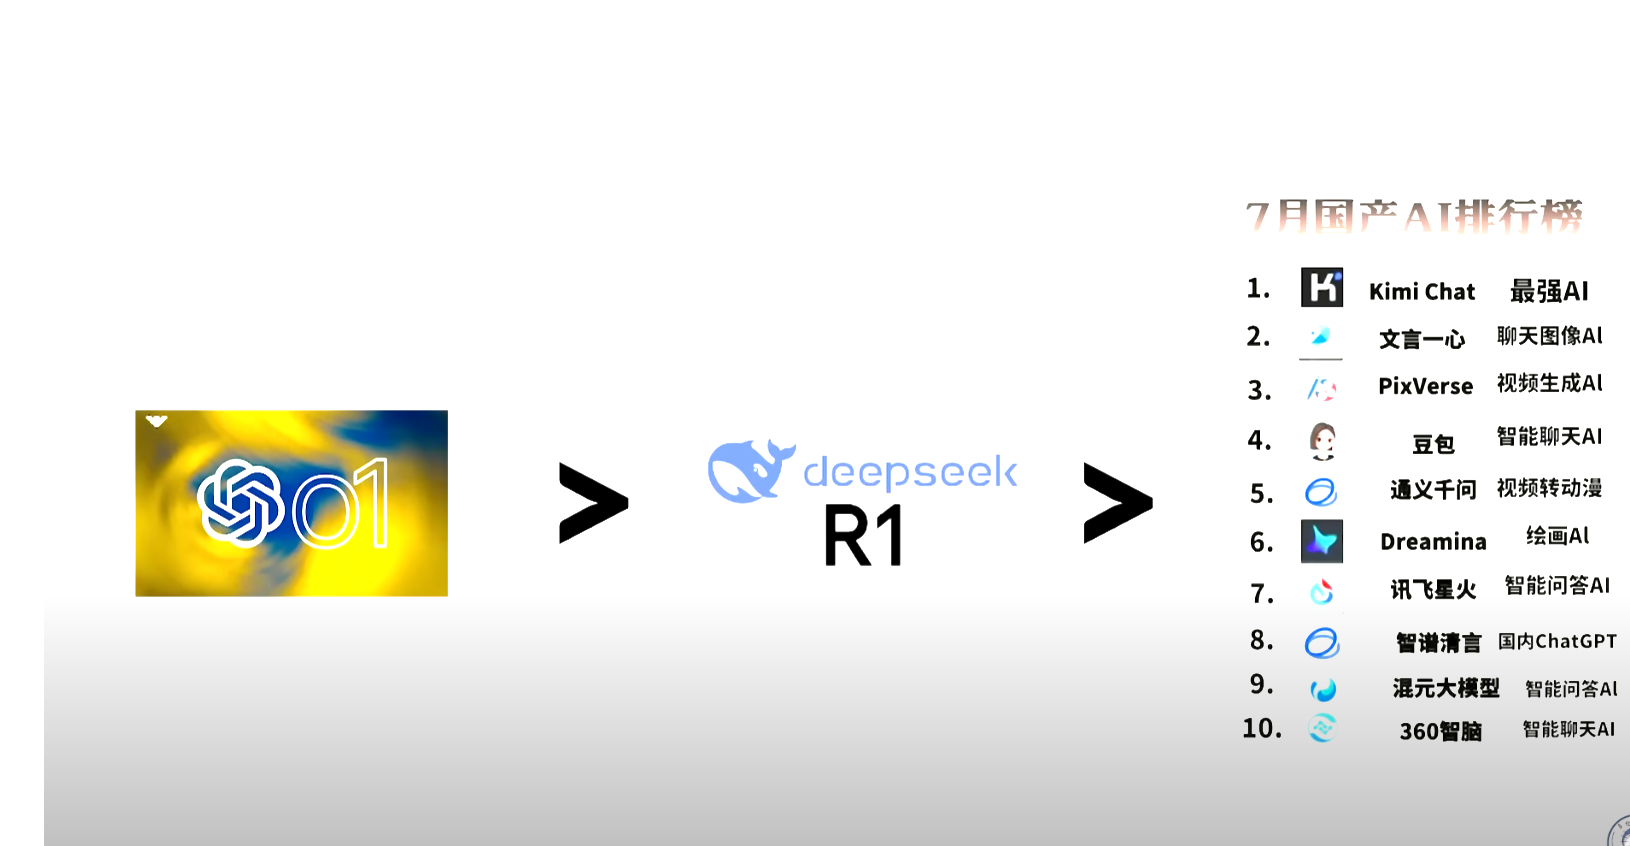 o1
>
deepseek
R1
>
7月国产AI排行榜
1. Kimi Chat 最强AI
2. 文言一心 聊天图像AI
3. PixVerse 视频生成AI
4. 豆包 智能聊天AI
5. 通义千问 视频转动漫
6. Dreamina 绘画AI
7. 讯飞星火 智能问答AI
8. 智谱清言 国内ChatGPT
9. 混元大模型 智能问答AI
10. 360智脑 智能聊天AI